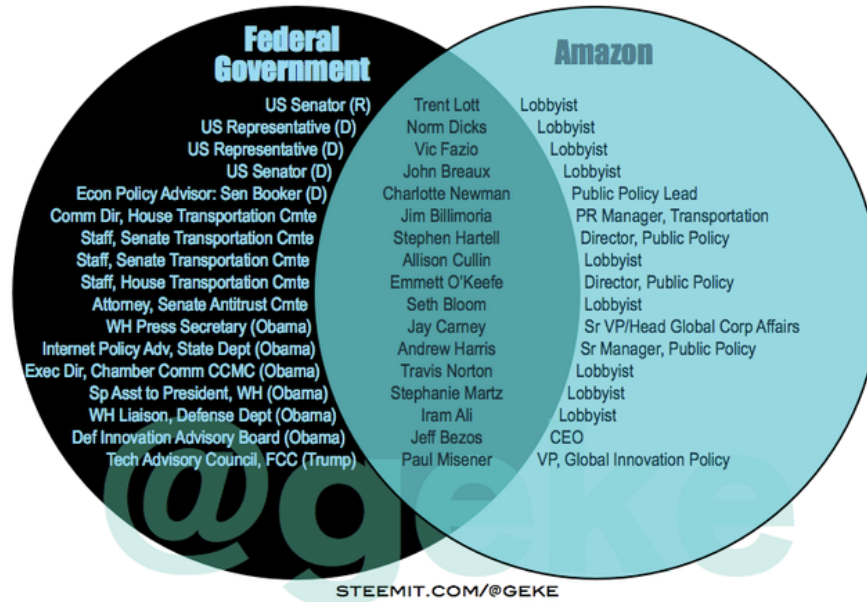 Federal
Government
Amazon
US Senator (R) Trent Lott Lobbyist
US Representative (D) Norm Dicks Lobbyist
US Representative (D) Vic Fazio Lobbyist
US Senator (D) John Breaux Lobbyist
Econ Policy Advisor: Sen Booker (D) Charlotte Newman Public Policy Lead
Comm Dir, House Transportation Cmte Jim Billimoria PR Manager, Transportation
Staff, Senate Transportation Cmte Stephen Hartell Director, Public Policy
Staff, Senate Transportation Cmte Allison Cullin Lobbyist
Staff, House Transportation Cmte Emmett O'Keefe Director, Public Policy
Attorney, Senate Antitrust Cmte Seth Bloom Lobbyist
WH Press Secretary (Obama) Jay Carney Sr VP/Head Global Corp Affairs
Internet Policy Adv, State Dept (Obama) Andrew Harris Sr Manager, Public Policy
Exec Dir, Chamber Comm CCMC (Obama) Travis Norton Lobbyist
Sp Asst to President, WH (Obama) Stephanie Martz Lobbyist
WH Liaison, Defense Dept (Obama) Iram Ali Lobbyist
Def Innovation Advisory Board (Obama) Jeff Bezos CEO
Tech Advisory Council, FCC (Trump) Paul Misener VP, Global Innovation Policy
@geke
STEEMIT.COM/@GEKE